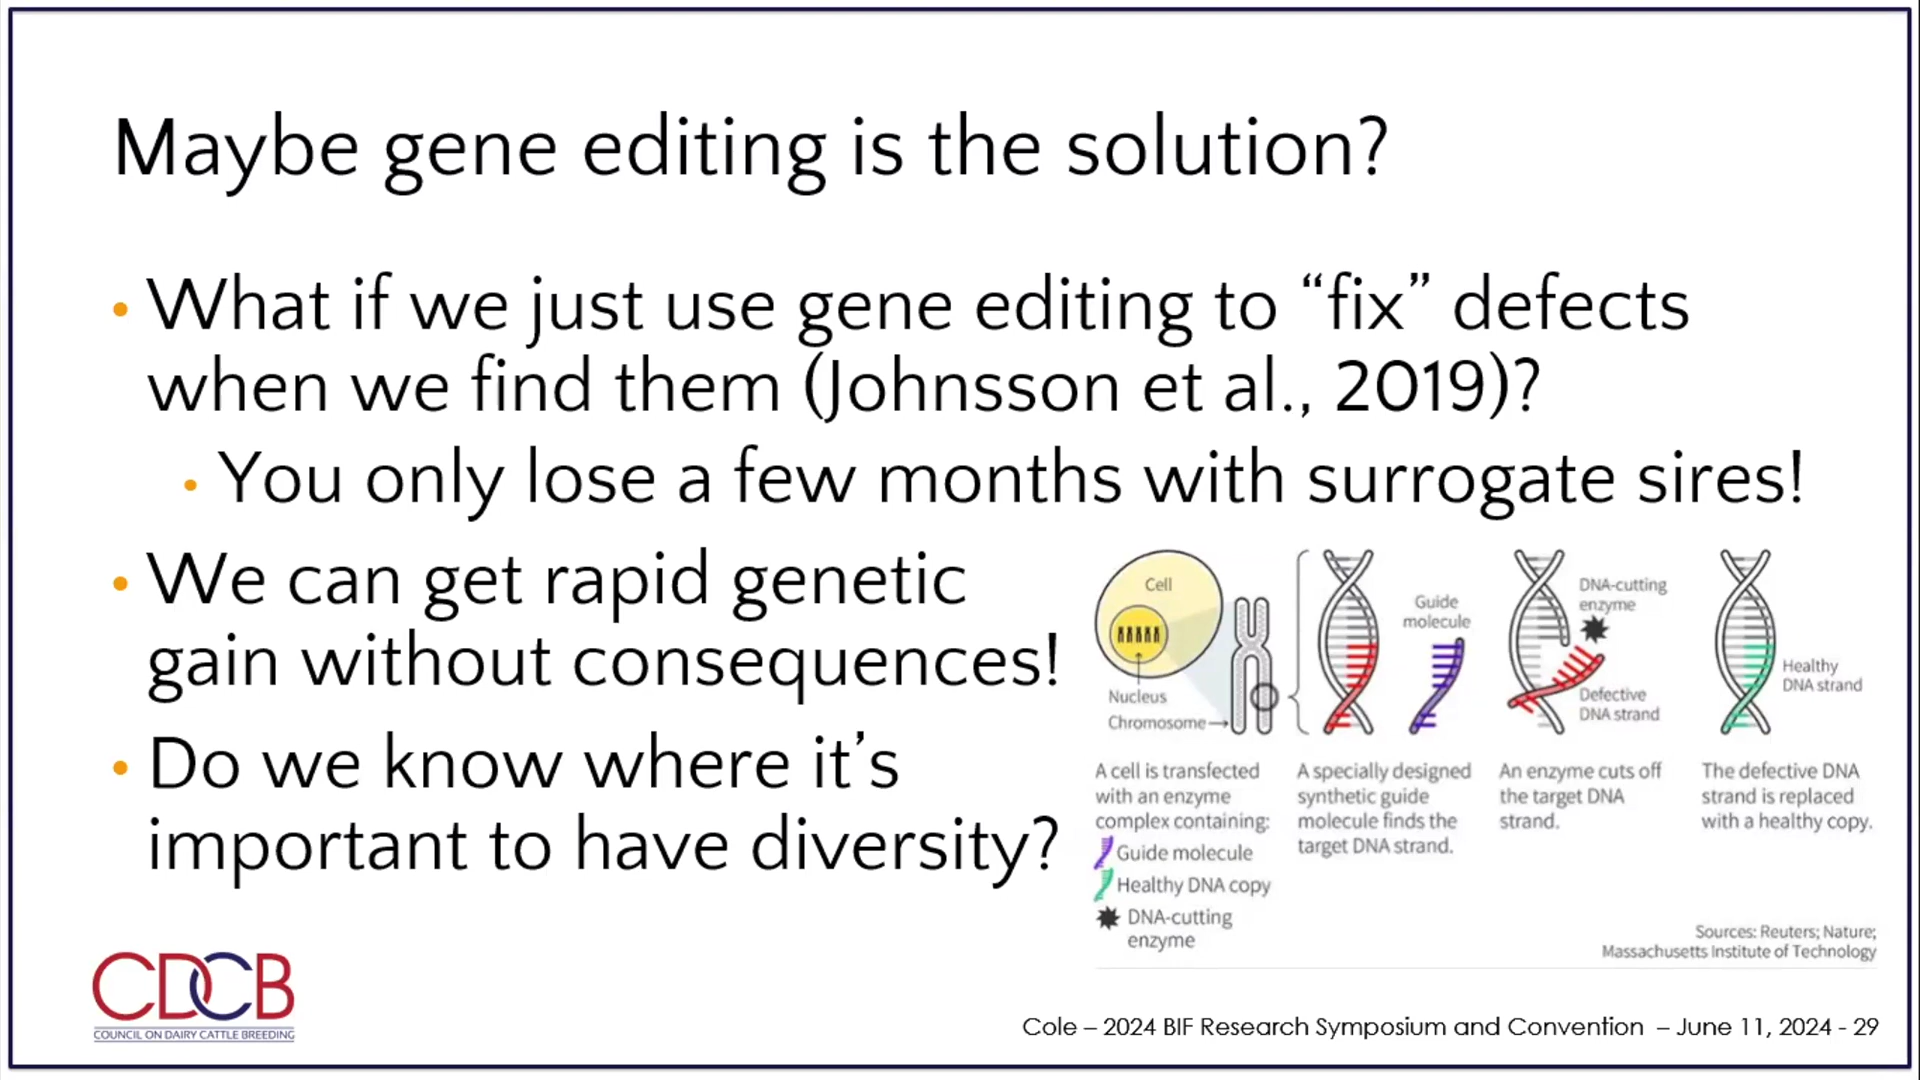 Maybe gene editing is the solution?
• What if we just use gene editing to “fix” defects
when we find them (Johnsson et al., 2019)?
• You only lose a few months with surrogate sires!
• We can get rapid genetic
gain without consequences!
• Do we know where it’s
important to have diversity?
Cell
Nucleus
Chromosome
A cell is transfected
with an enzyme
complex containing:
Guide molecule
Healthy DNA copy
DNA-cutting
enzyme
Guide
molecule
A specially designed
synthetic guide
molecule finds the
target DNA strand.
DNA-cutting
enzyme
Defective
DNA strand
An enzyme cuts off
the target DNA
strand.
Healthy
DNA strand
The defective DNA
strand is replaced
with a healthy copy.
Sources: Reuters; Nature;
Massachusetts Institute of Technology
CDCB
COUNCIL ON DAIRY CATTLE BREEDING
Cole – 2024 BIF Research Symposium and Convention – June 11, 2024 - 29